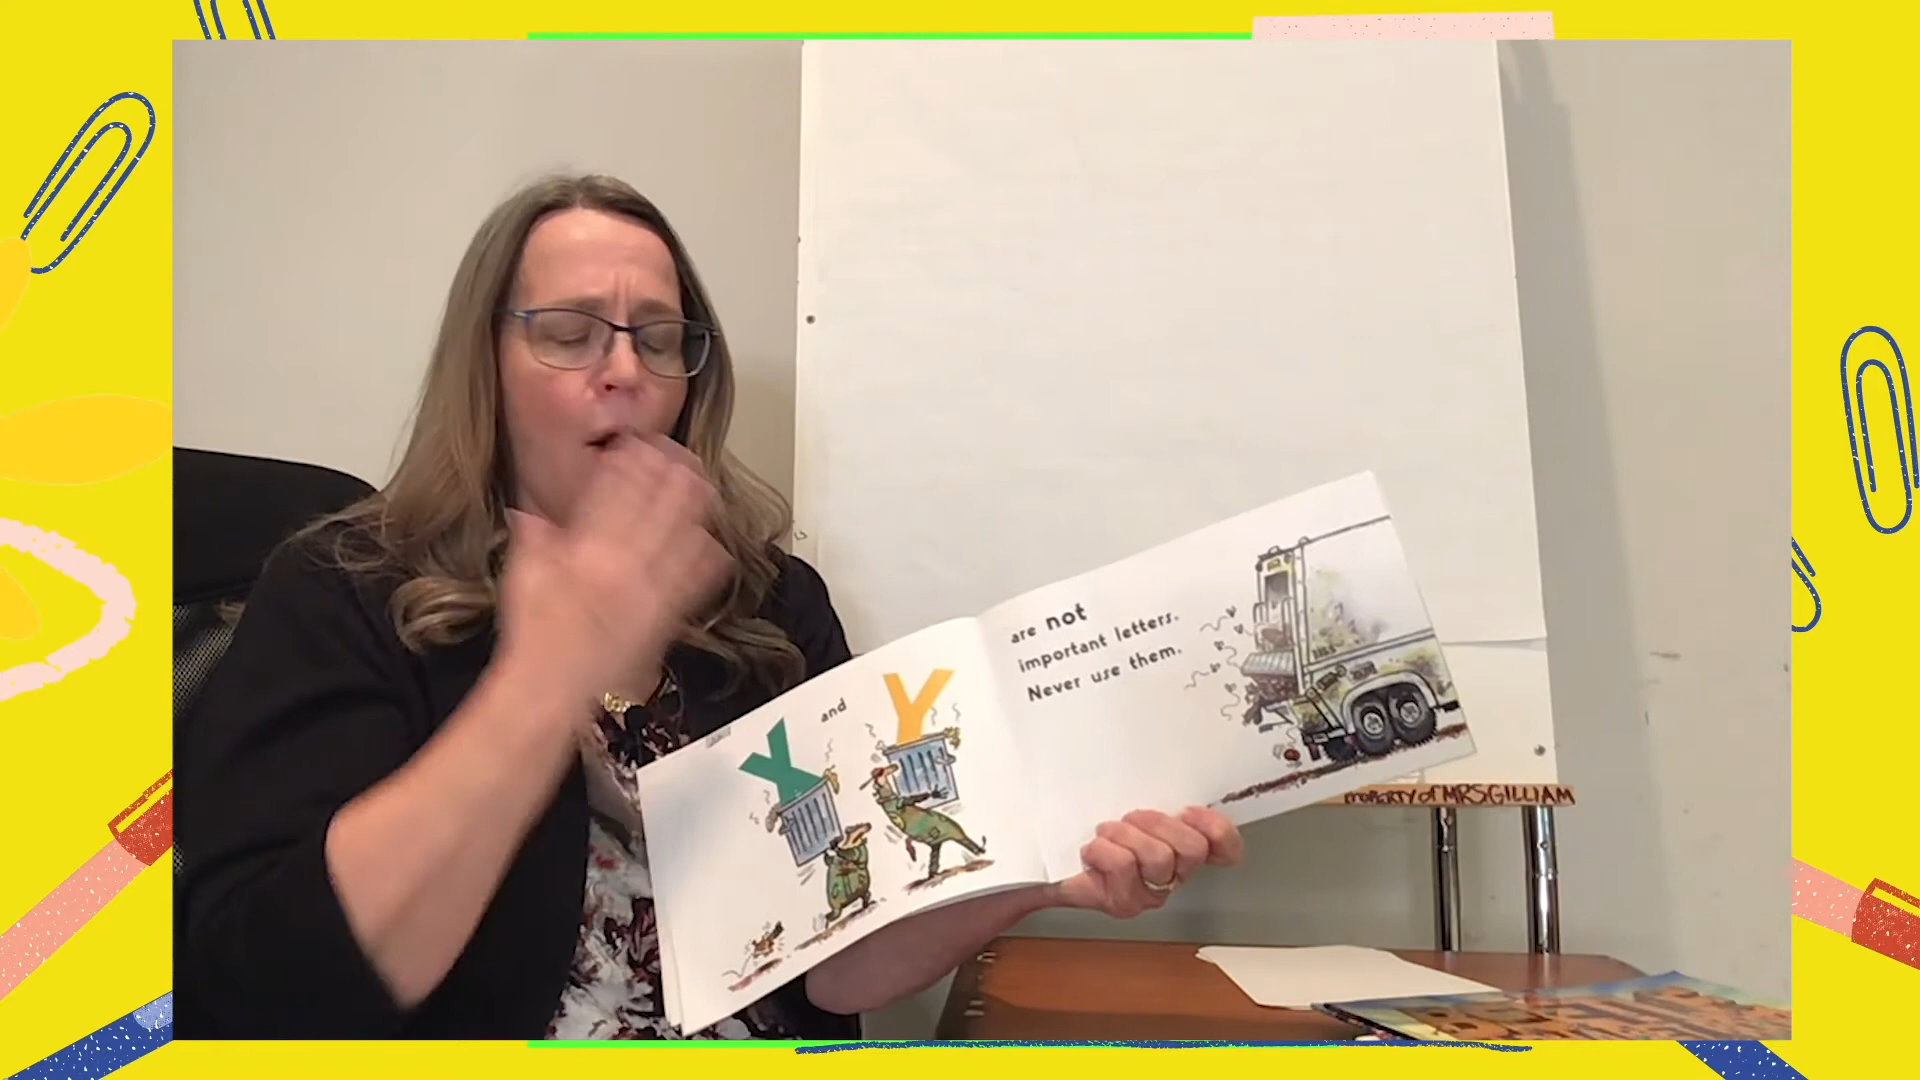 X and Y
are not
important letters.
Never use them.
PROPERTY of MRS. GILLIAM